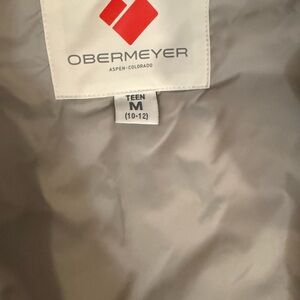 OBERMEYER
ASPEN-COLORADO
TEEN
M
(10-12)